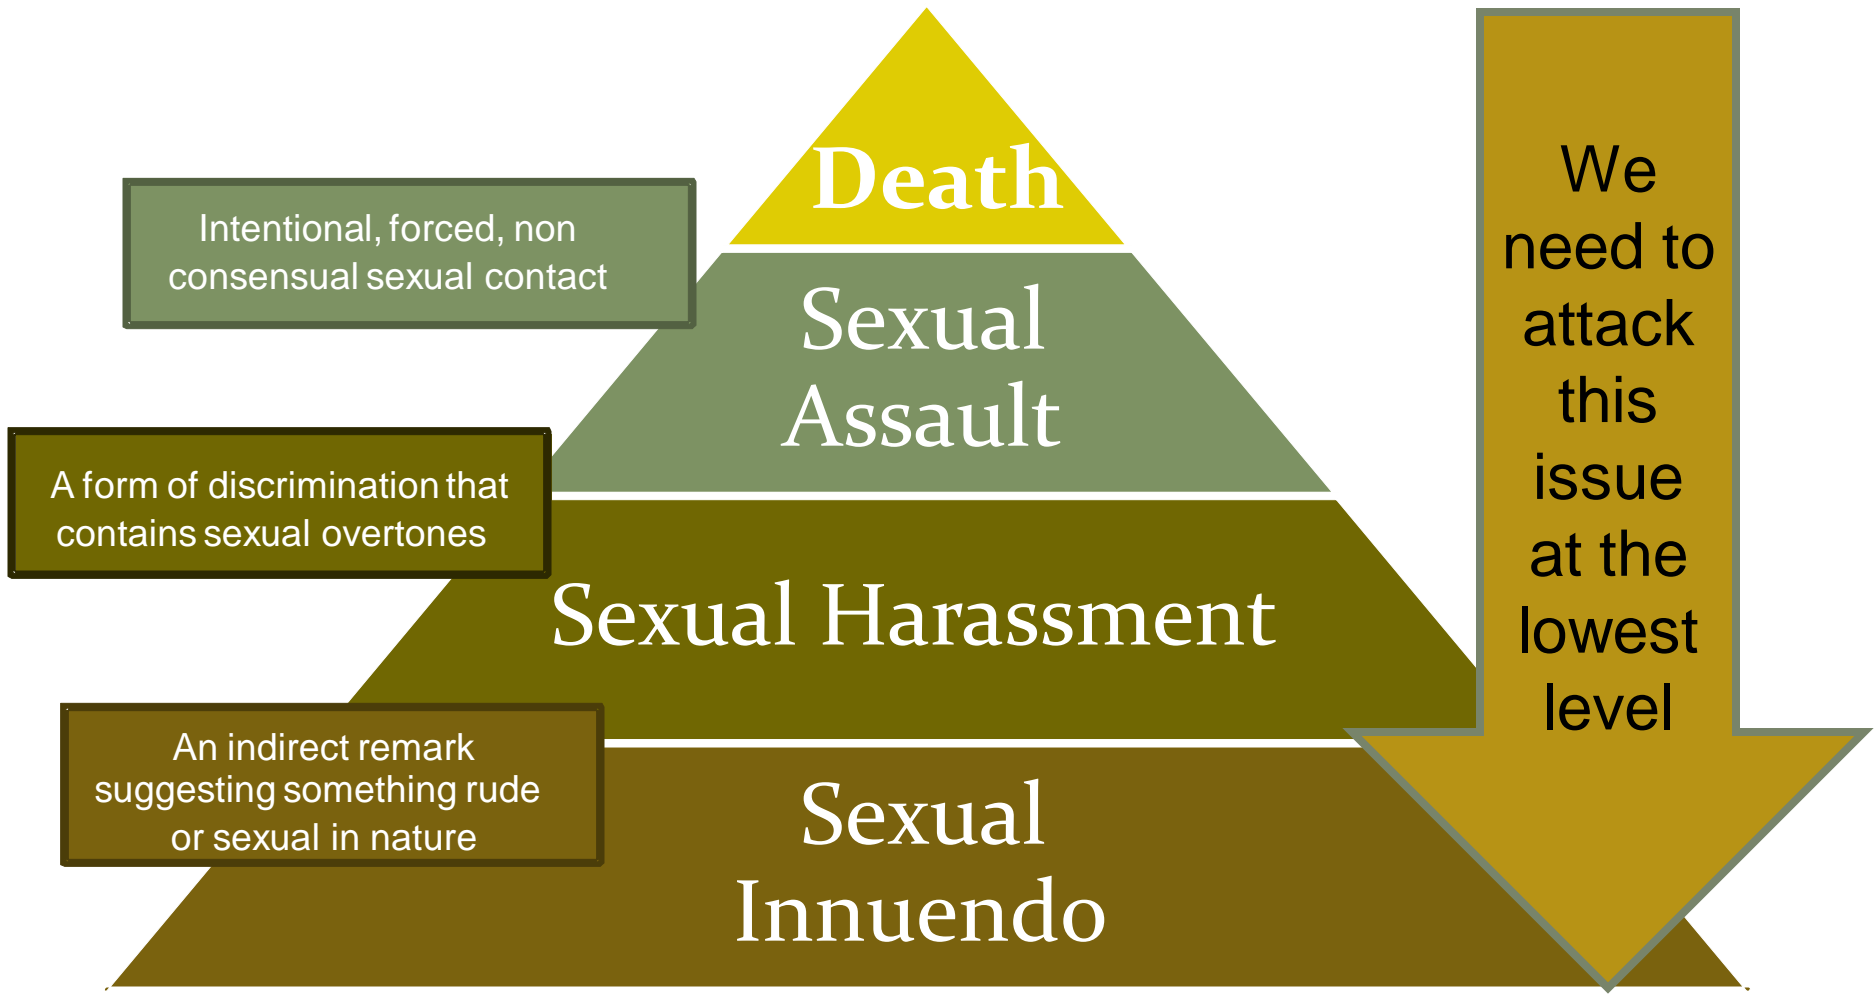 Death
Intentional, forced, non
consensual sexual contact
Sexual
Assault
A form of discrimination that
contains sexual overtones
Sexual Harassment
An indirect remark
suggesting something rude
or sexual in nature
Sexual
Innuendo
We
need to
attack
this
issue
at the
lowest
level